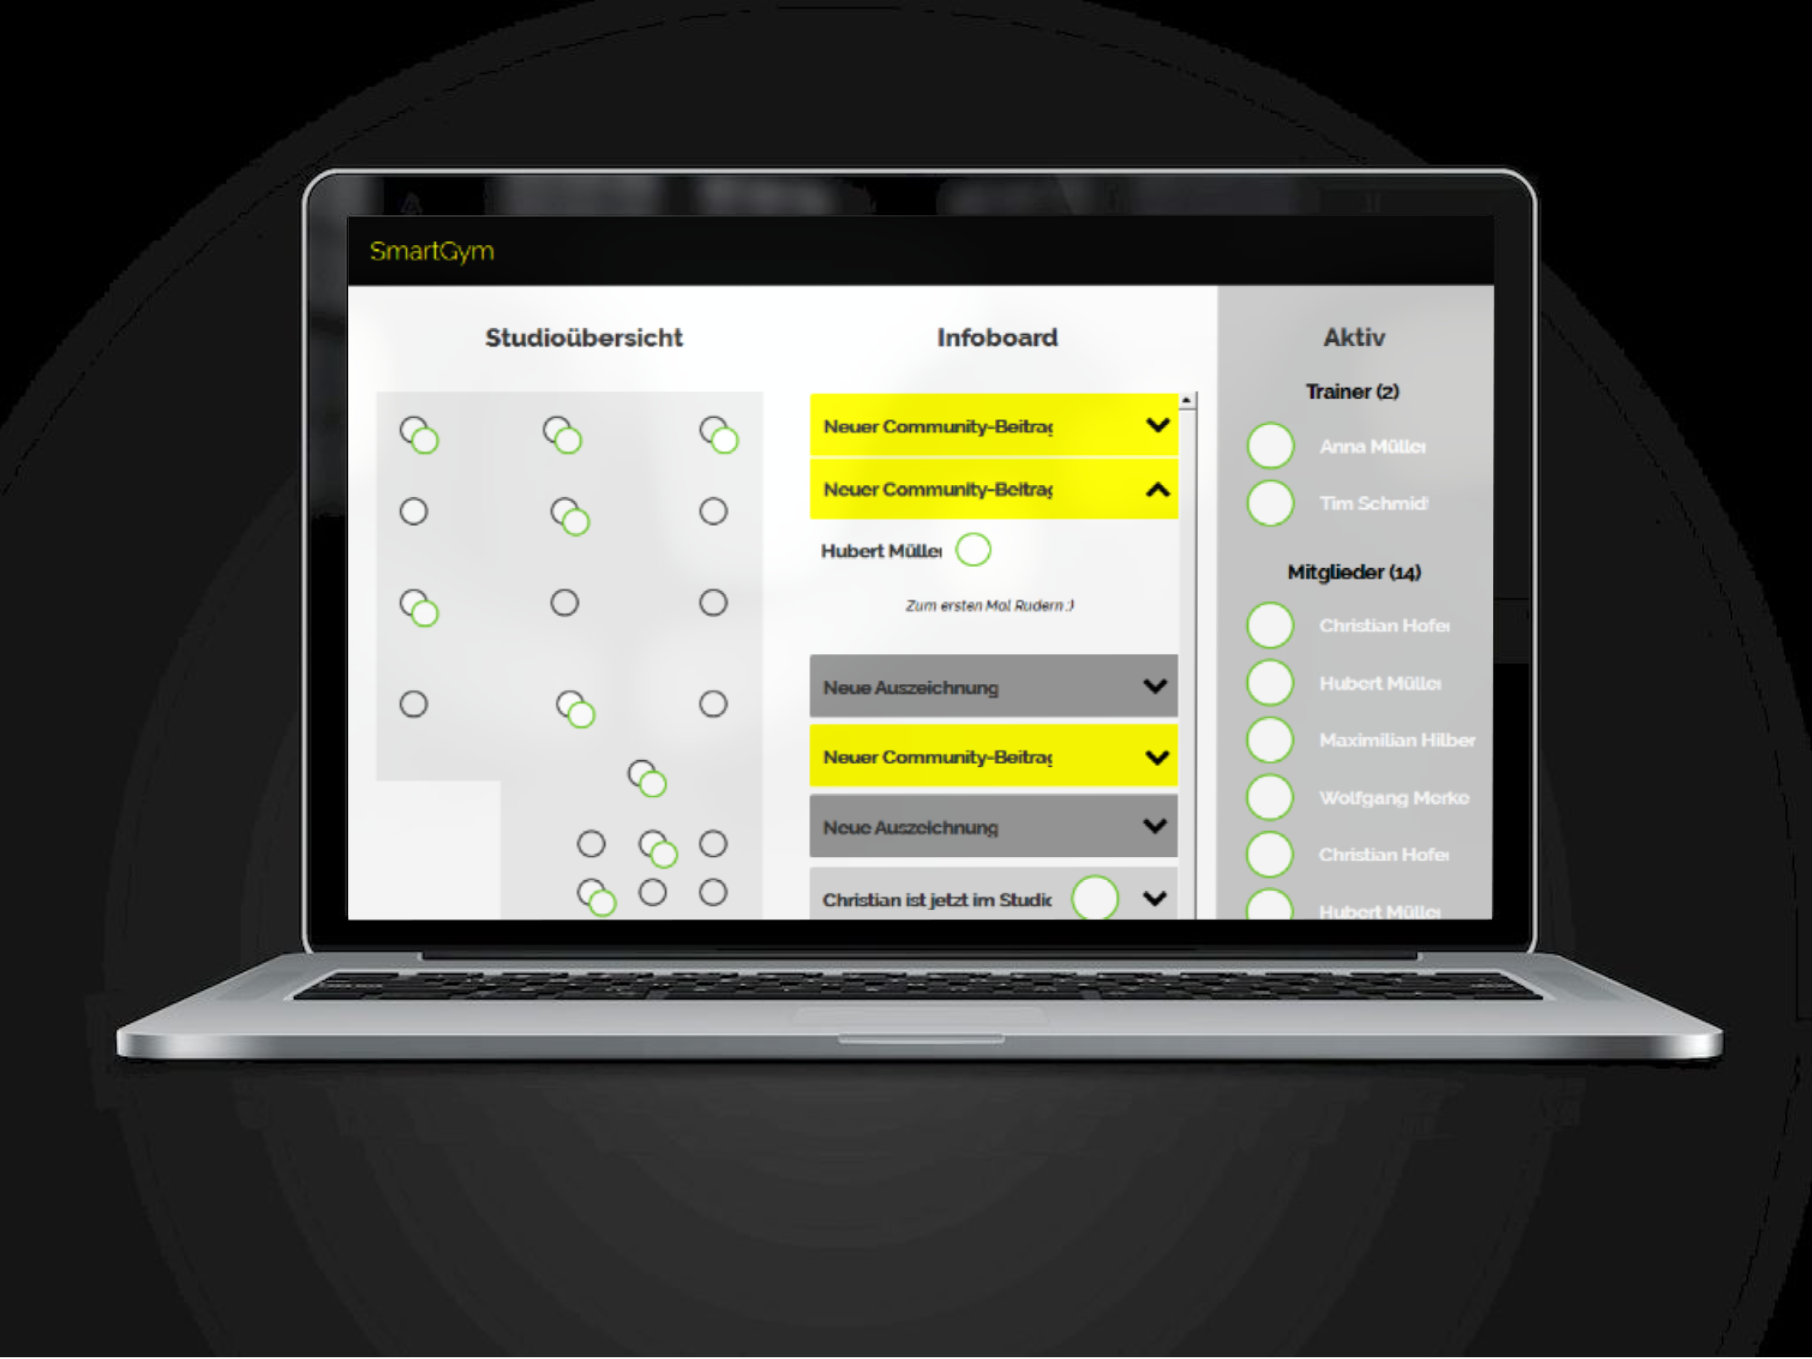 SmartGym
Studioübersicht
Infoboard
Neuer Community-Beitrag
Neuer Community-Beitrag
Hubert Müller
Zum ersten Mal Rudern :)
Neue Auszeichnung
Neuer Community-Beitrag
Neue Auszeichnung
Christian ist jetzt im Studio
Aktiv
Trainer (2)
Anna Müller
Tim Schmid
Mitglieder (14)
Christian Hofer
Hubert Müller
Maximilian Hilber
Wolfgang Merke
Christian Hofer
Hubert Müller